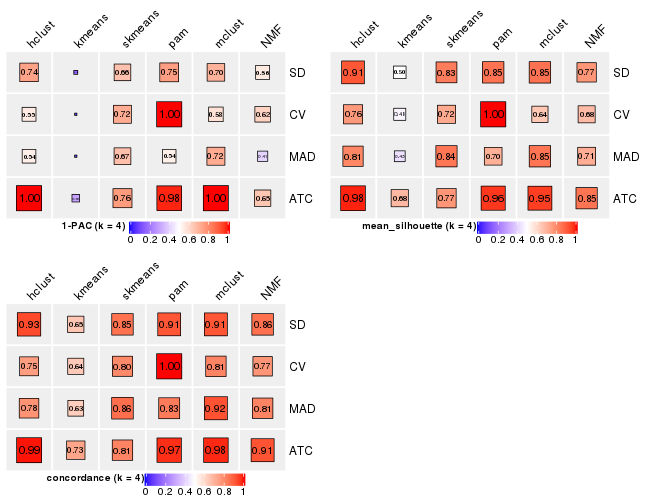 hclust kmeans skmeans pam mclust NMF
0.74 0.66 0.75 0.70 0.56 SD
0.55 0.72 1.00 0.58 0.62 CV
0.54 0.67 0.54 0.72 MAD
1.00 0.76 0.98 1.00 0.65 ATC
1-PAC (k = 4)
0 0.2 0.4 0.6 0.8 1
hclust kmeans skmeans pam mclust NMF
0.91 0.50 0.83 0.85 0.85 0.77 SD
0.76 0.72 1.00 0.64 0.68 CV
0.81 0.84 0.70 0.85 0.71 MAD
0.98 0.68 0.77 0.96 0.95 0.85 ATC
mean_silhouette (k = 4)
0 0.2 0.4 0.6 0.8 1
hclust kmeans skmeans pam mclust NMF
0.93 0.65 0.85 0.91 0.91 0.86 SD
0.75 0.64 0.80 1.00 0.81 0.77 CV
0.78 0.63 0.86 0.83 0.92 0.81 MAD
0.99 0.73 0.81 0.97 0.98 0.91 ATC
concordance (k = 4)
0 0.2 0.4 0.6 0.8 1